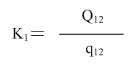 K₁= Q₁₂ / q₁₂